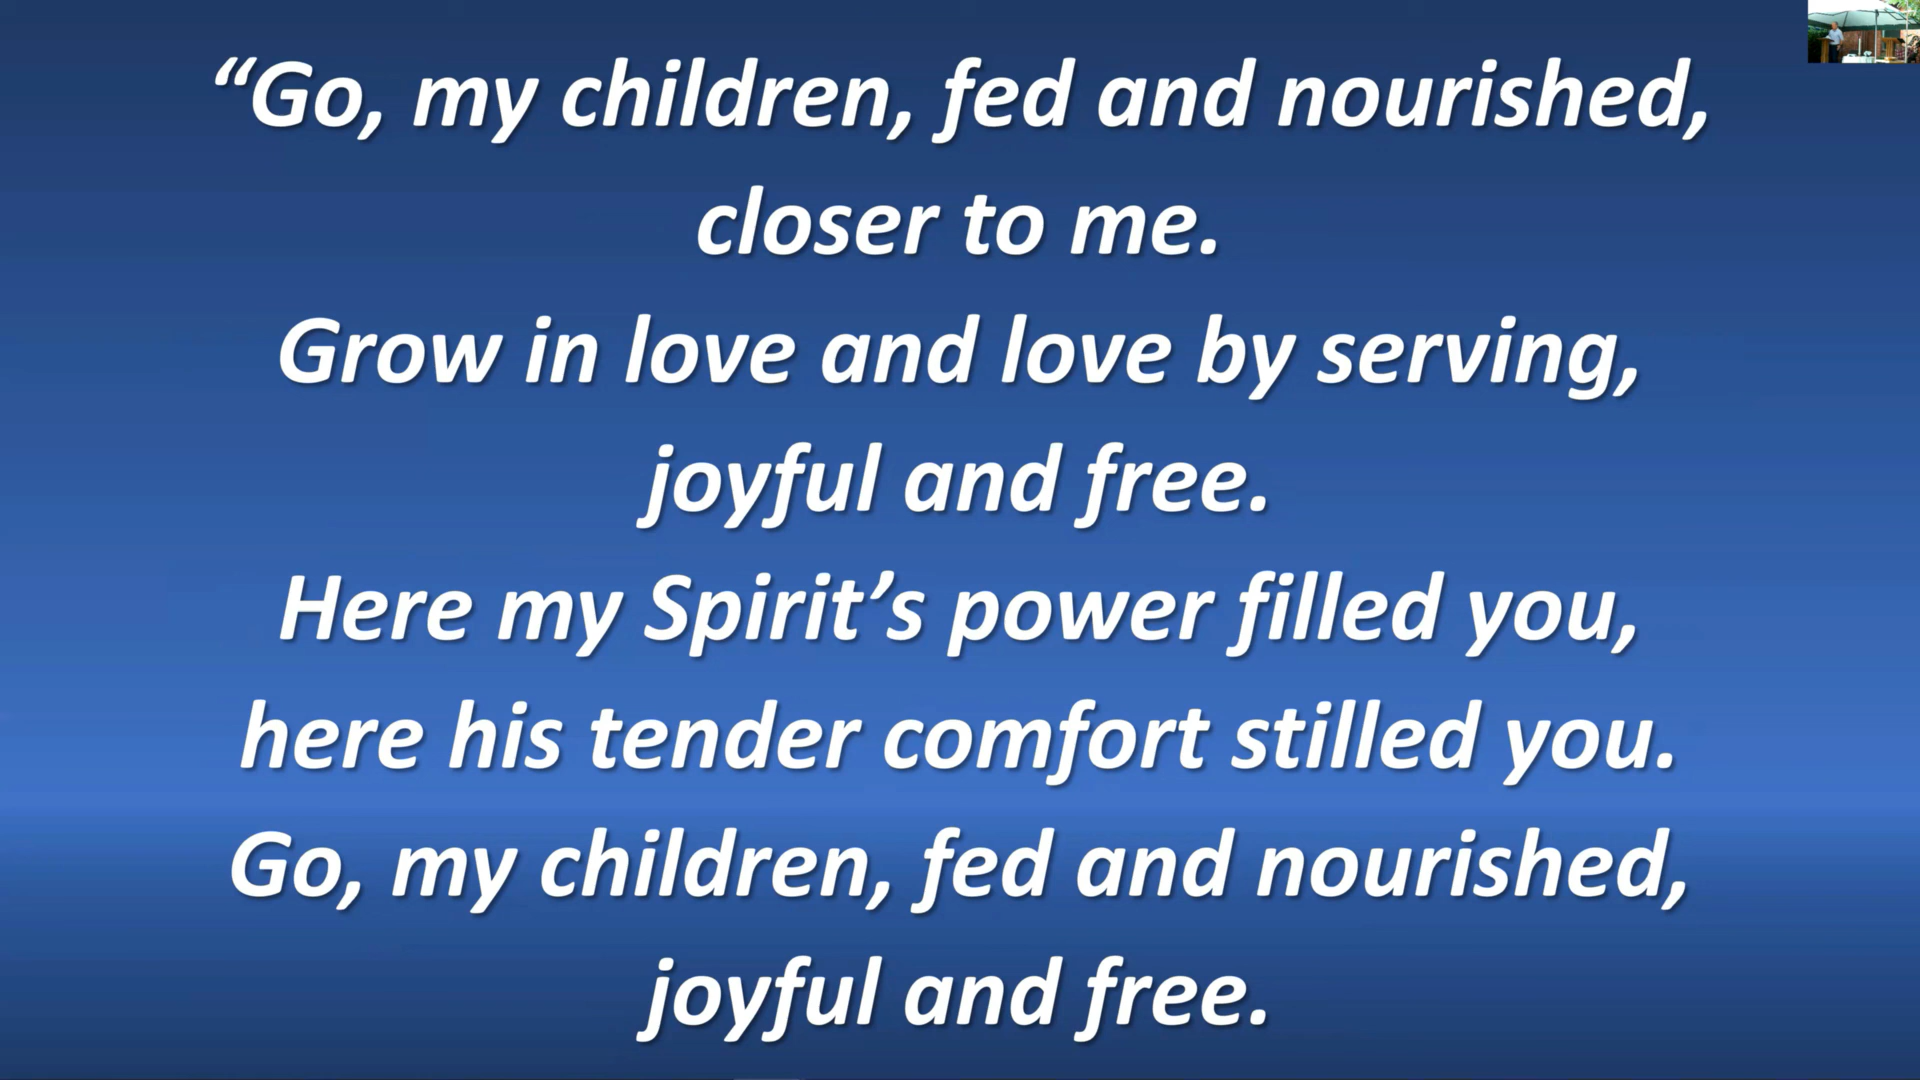 “Go, my children, fed and nourished,
closer to me.
Grow in love and love by serving,
joyful and free.
Here my Spirit’s power filled you,
here his tender comfort stilled you.
Go, my children, fed and nourished,
joyful and free.